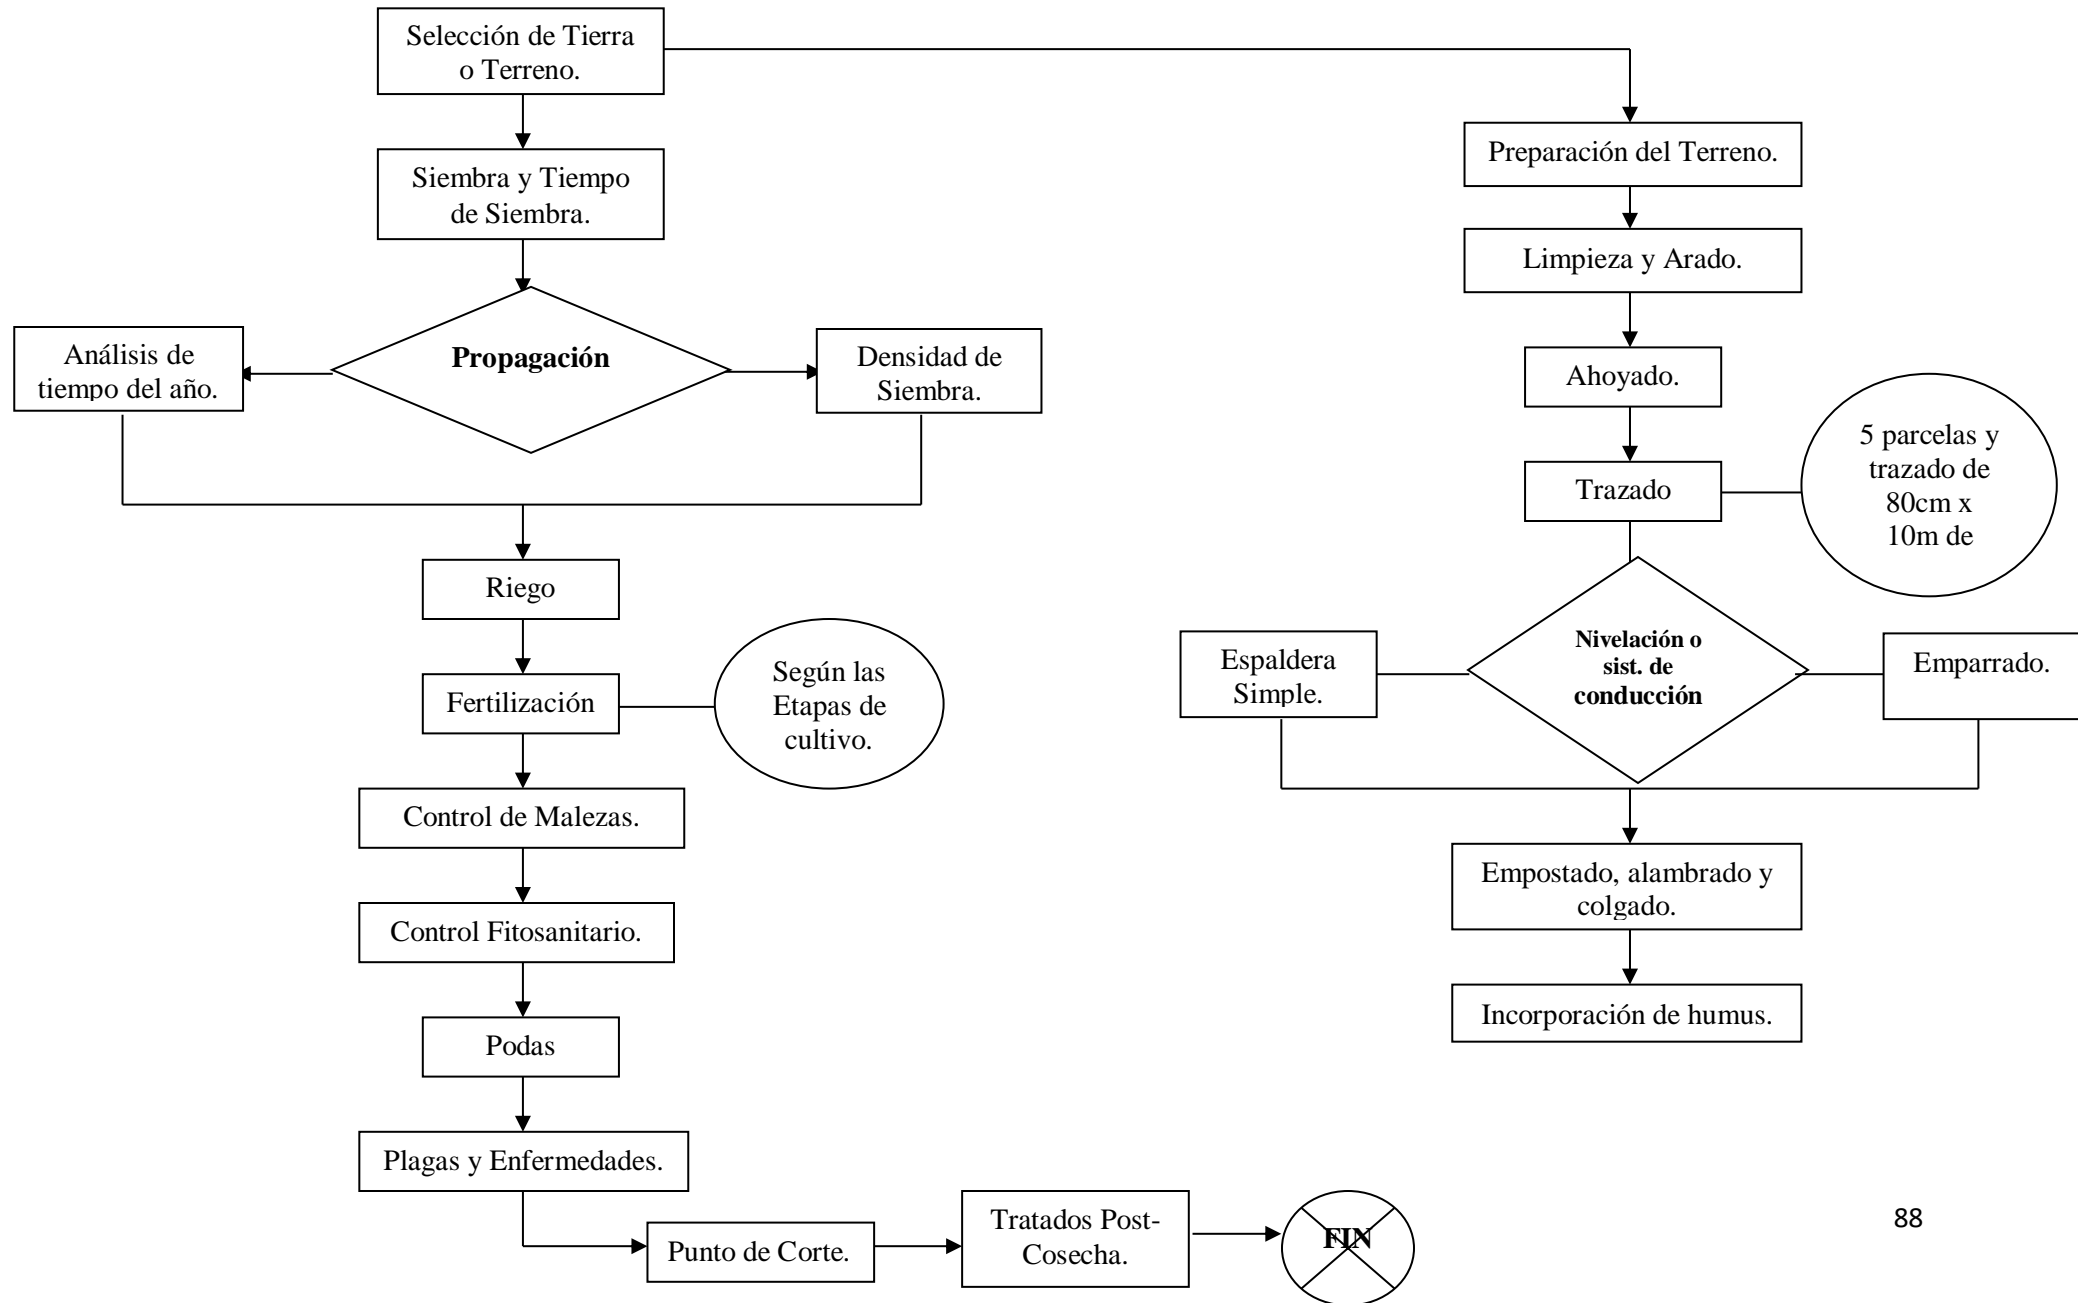 Selección de Tierra
o Terreno.
Siembra y Tiempo
de Siembra.
Propagación
Análisis de
tiempo del año.
Densidad de
Siembra.
Riego
Fertilización
Según las
Etapas de
cultivo.
Control de Malezas.
Control Fitosanitario.
Podas
Plagas y Enfermedades.
Punto de Corte.
Tratados Post-
Cosecha.
FIN
Preparación del Terreno.
Limpieza y Arado.
Ahoyado.
Trazado
5 parcelas y
trazado de
80cm x
10m de
Nivelación o
sist. de
conducción
Espaldera
Simple.
Emparrado.
Empostado, alambrado y
colgado.
Incorporación de humus.
88